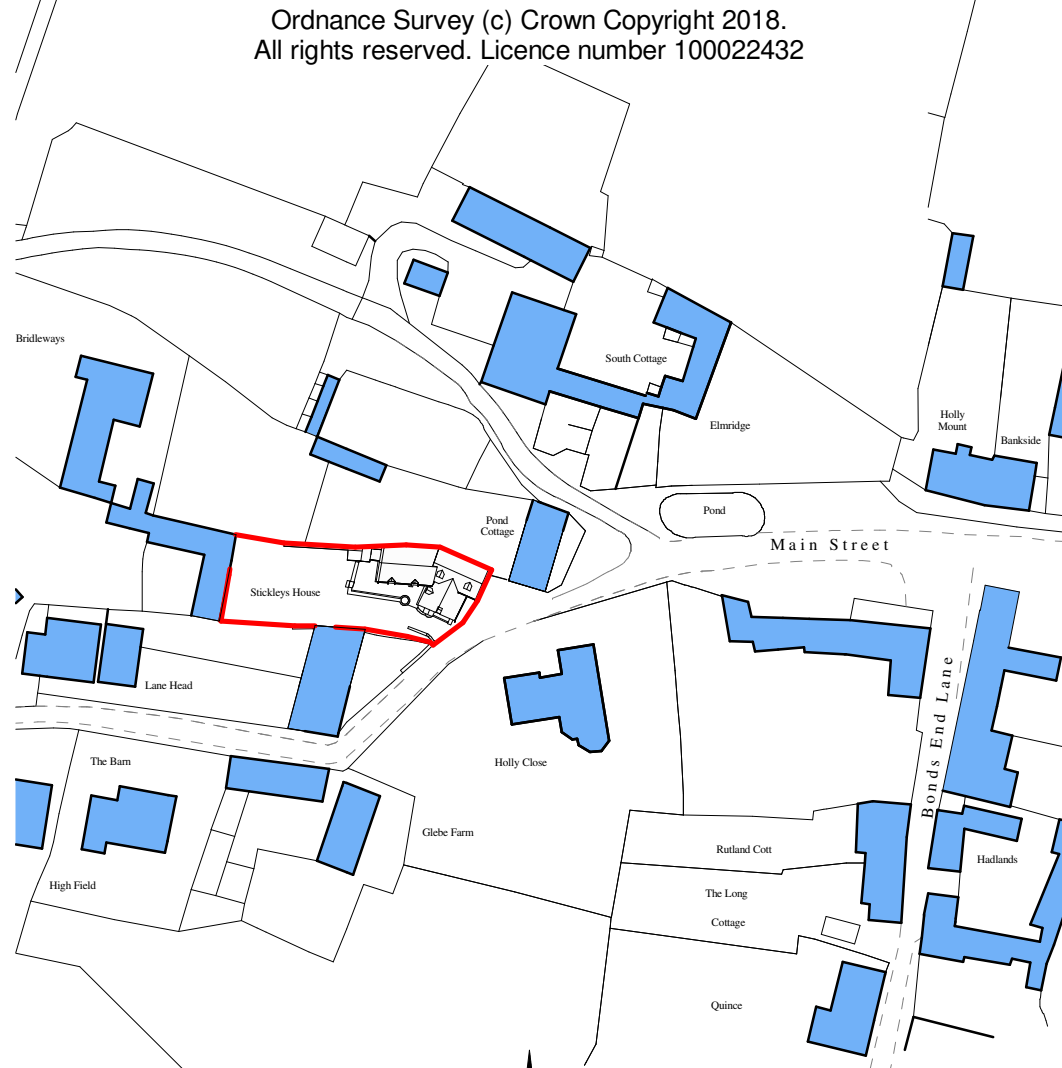 Ordnance Survey (c) Crown Copyright 2018.
All rights reserved. Licence number 100022432
Bridleways
South Cottage
Elmridge
Holly
Mount
Bankside
Pond
Pond
Cottage
Main Street
Stickleys House
Lane Head
Holly Close
The Barn
Bonds End Lane
Glebe Farm
Rutland Cott
Hadlands
High Field
The Long
Cottage
Quince